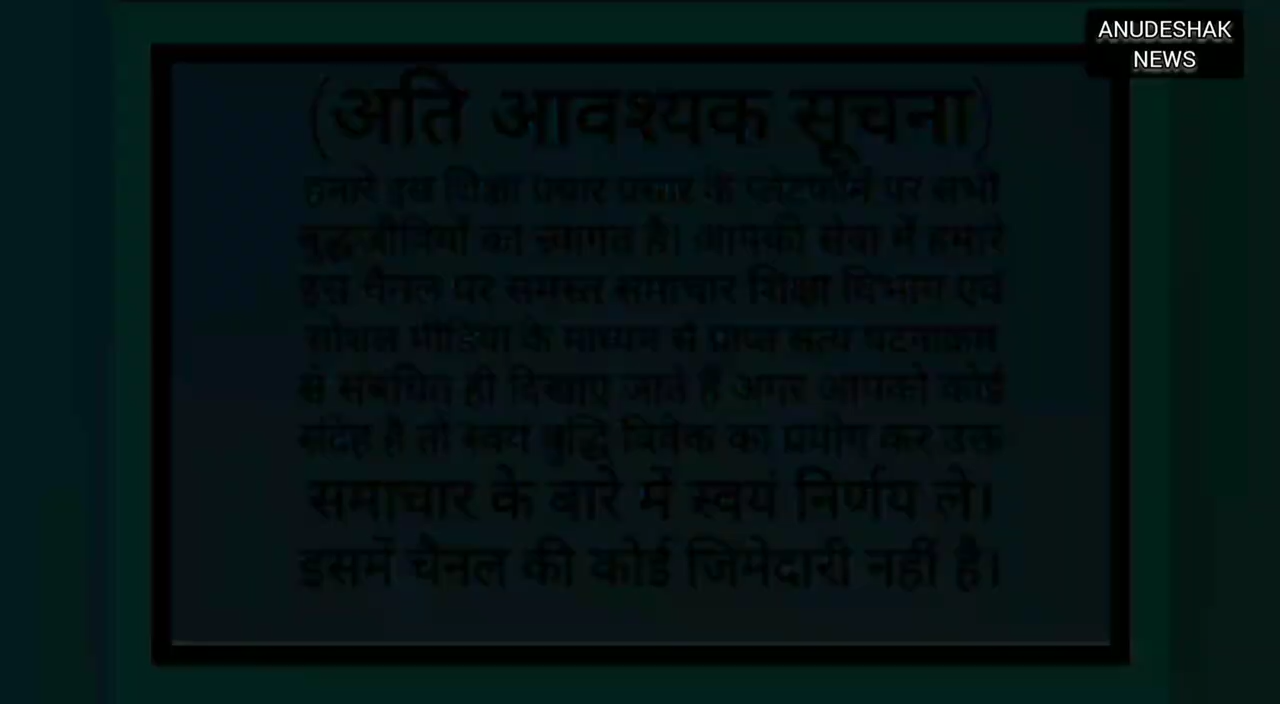 ANUDESHAK
NEWS
(अति आवश्यक सूचना)
हमारे इस शिक्षा प्रचार प्रसार के प्लेटफॉर्म पर सभी
बुद्धजीवियों का स्वागत है। आपकी सेवा में हमारे
इस चैनल पर समस्त समाचार शिक्षा विभाग एवं
सोशल मीडिया के माध्यम से प्राप्त सत्य घटनाक्रम
से संबंधित ही दिखाए जाते हैं अगर आपको कोई
संदेह है तो स्वयं बुद्धि विवेक का प्रयोग कर उक्त
समाचार के बारे में स्वयं निर्णय ले।
इसमें चैनल की कोई जिमेदारी नहीं है।